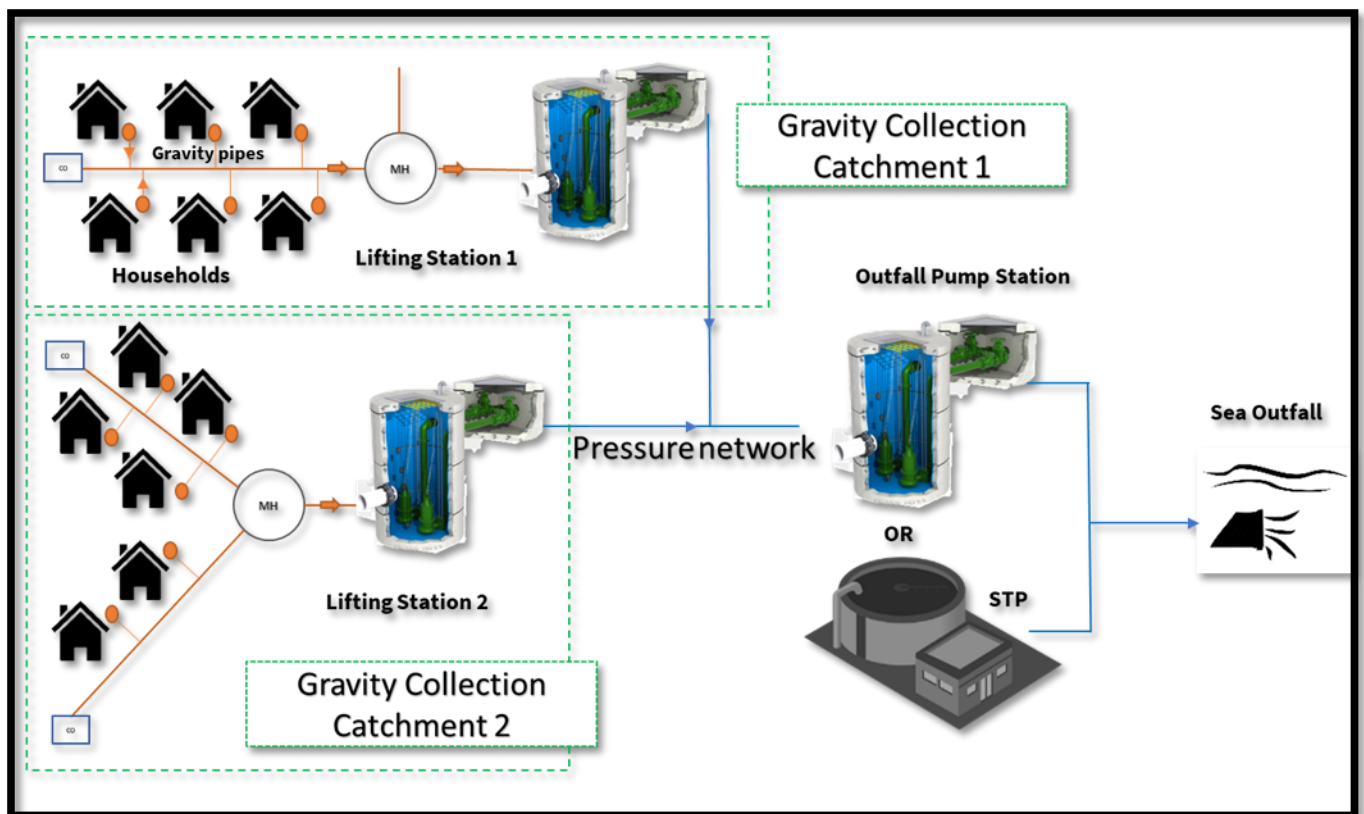 Gravity pipes
CO
MH
Households
Lifting Station 1
Gravity Collection
Catchment 1
Outfall Pump Station
CO
MH
Lifting Station 2
Pressure network
OR
STP
Sea Outfall
Gravity Collection
Catchment 2
CO